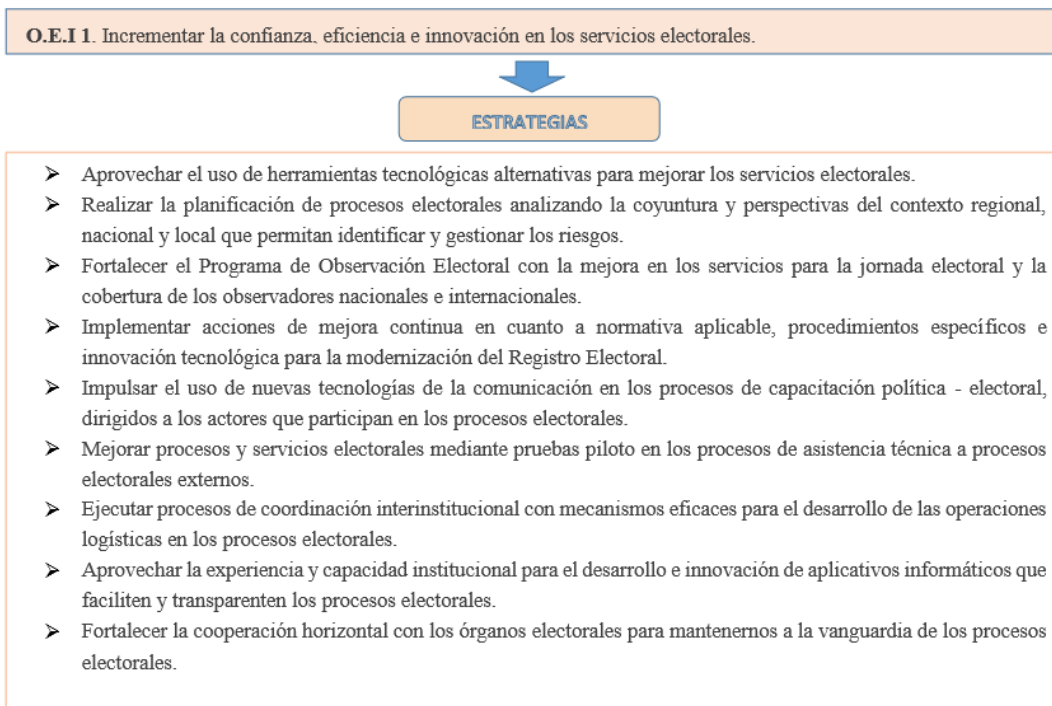 O.E.I 1. Incrementar la confianza, eficiencia e innovación en los servicios electorales.
ESTRATEGIAS
➢ Aprovechar el uso de herramientas tecnológicas alternativas para mejorar los servicios electorales.
➢ Realizar la planificación de procesos electorales analizando la coyuntura y perspectivas del contexto regional,
nacional y local que permitan identificar y gestionar los riesgos.
➢ Fortalecer el Programa de Observación Electoral con la mejora en los servicios para la jornada electoral y la
cobertura de los observadores nacionales e internacionales.
➢ Implementar acciones de mejora continua en cuanto a normativa aplicable, procedimientos específicos e
innovación tecnológica para la modernización del Registro Electoral.
➢ Impulsar el uso de nuevas tecnologías de la comunicación en los procesos de capacitación política - electoral,
dirigidos a los actores que participan en los procesos electorales.
➢ Mejorar procesos y servicios electorales mediante pruebas piloto en los procesos de asistencia técnica a procesos
electorales externos.
➢ Ejecutar procesos de coordinación interinstitucional con mecanismos eficaces para el desarrollo de las operaciones
logísticas en los procesos electorales.
➢ Aprovechar la experiencia y capacidad institucional para el desarrollo e innovación de aplicativos informáticos que
faciliten y transparenten los procesos electorales.
➢ Fortalecer la cooperación horizontal con los órganos electorales para mantenernos a la vanguardia de los procesos
electorales.